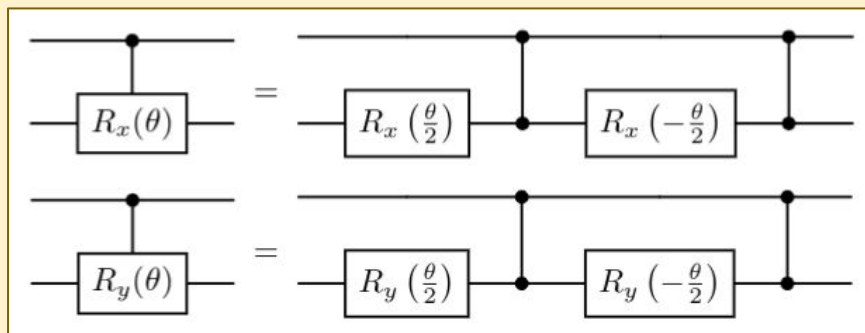 =
R_x(θ) R_x (θ/2) R_x (−θ/2)
=
R_y(θ) R_y (θ/2) R_y (−θ/2)